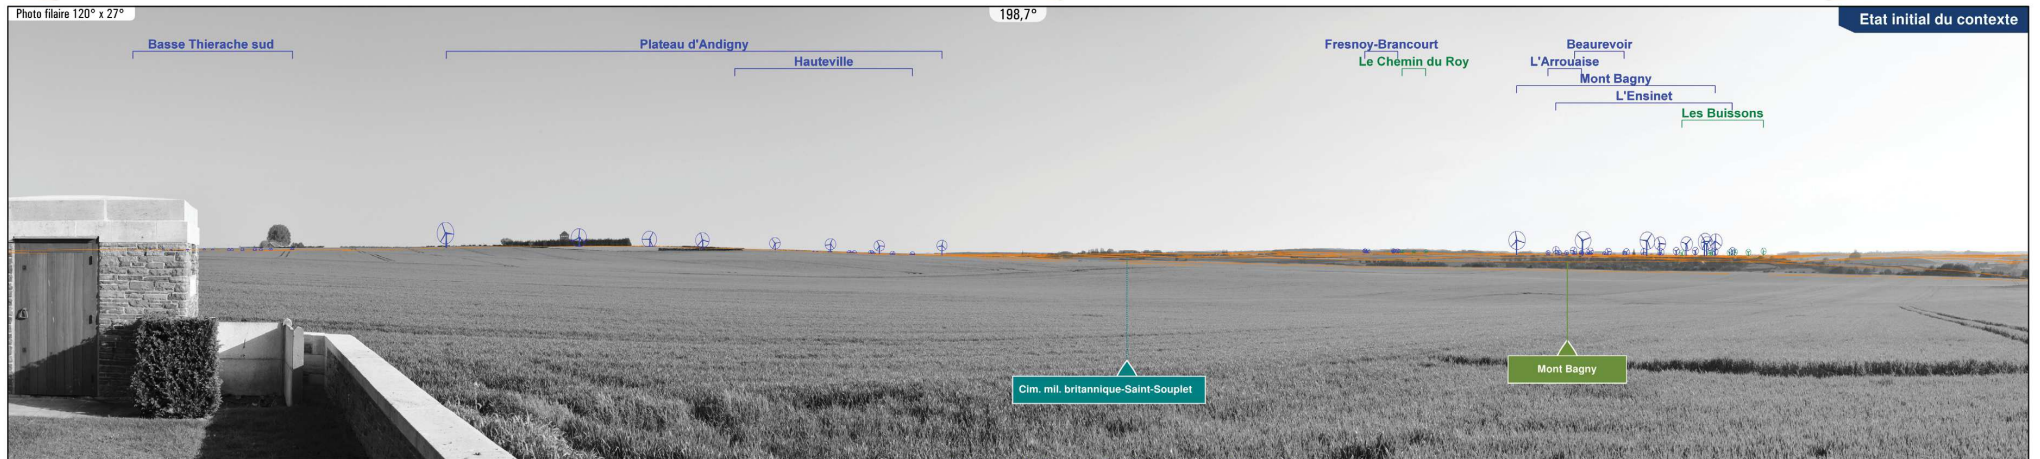 Photo filaire 120° x 27°
198,7°
Etat initial du contexte
Basse Thierache sud
Plateau d'Andigny
Fresnoy-Brancourt
Beaurevoir
Hauteville
Le Chemin du Roy
L'Arrouaise
Mont Bagny
L'Ensinet
Les Buissons
Cim. mil. britannique-Saint-Souplet
Mont Bagny